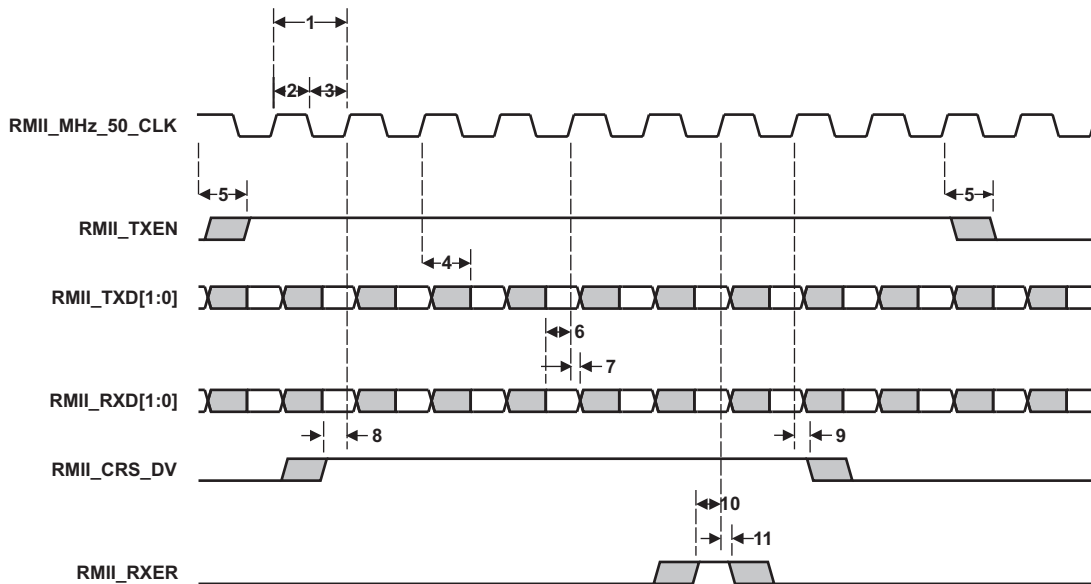 1
2 3
RMII_MHz_50_CLK
5 5
RMII_TXEN
4
RMII_TXD[1:0]
6
7
RMII_RXD[1:0]
8 9
RMII_CRS_DV
10
11
RMII_RXER